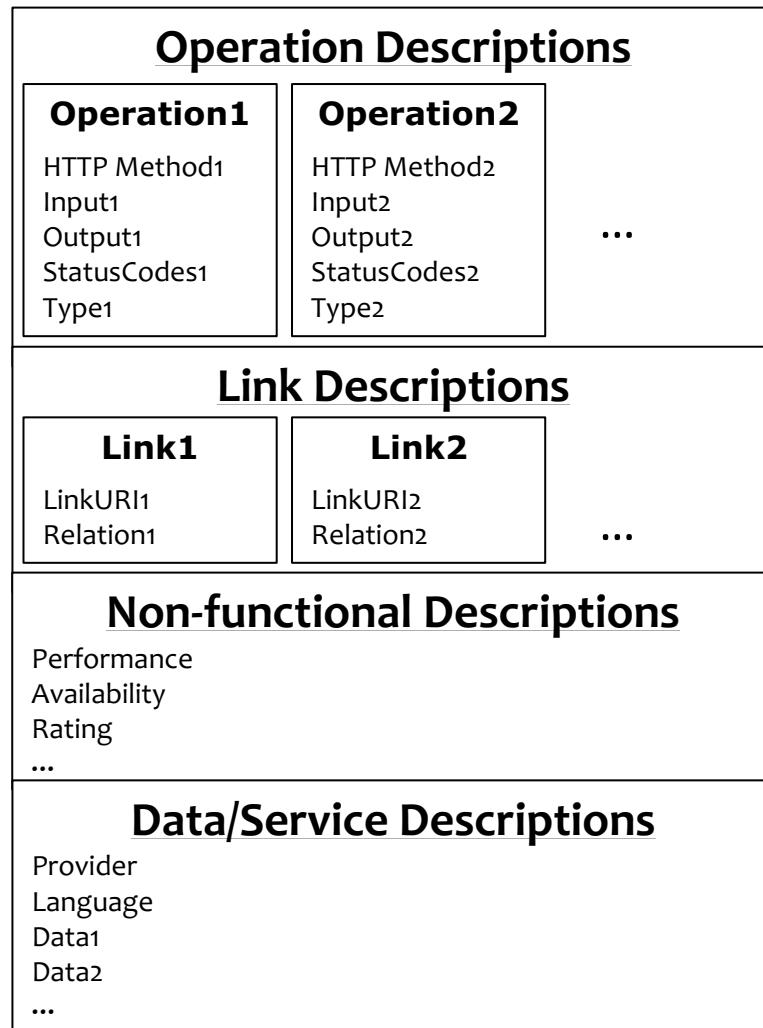 Operation Descriptions
Operation1
HTTP Method1
Input1
Output1
StatusCodes1
Type1
Operation2
HTTP Method2
Input2
Output2
StatusCodes2
Type2
...
Link Descriptions
Link1
LinkURI1
Relation1
Link2
LinkURI2
Relation2
...
Non-functional Descriptions
Performance
Availability
Rating
...
Data/Service Descriptions
Provider
Language
Data1
Data2
...